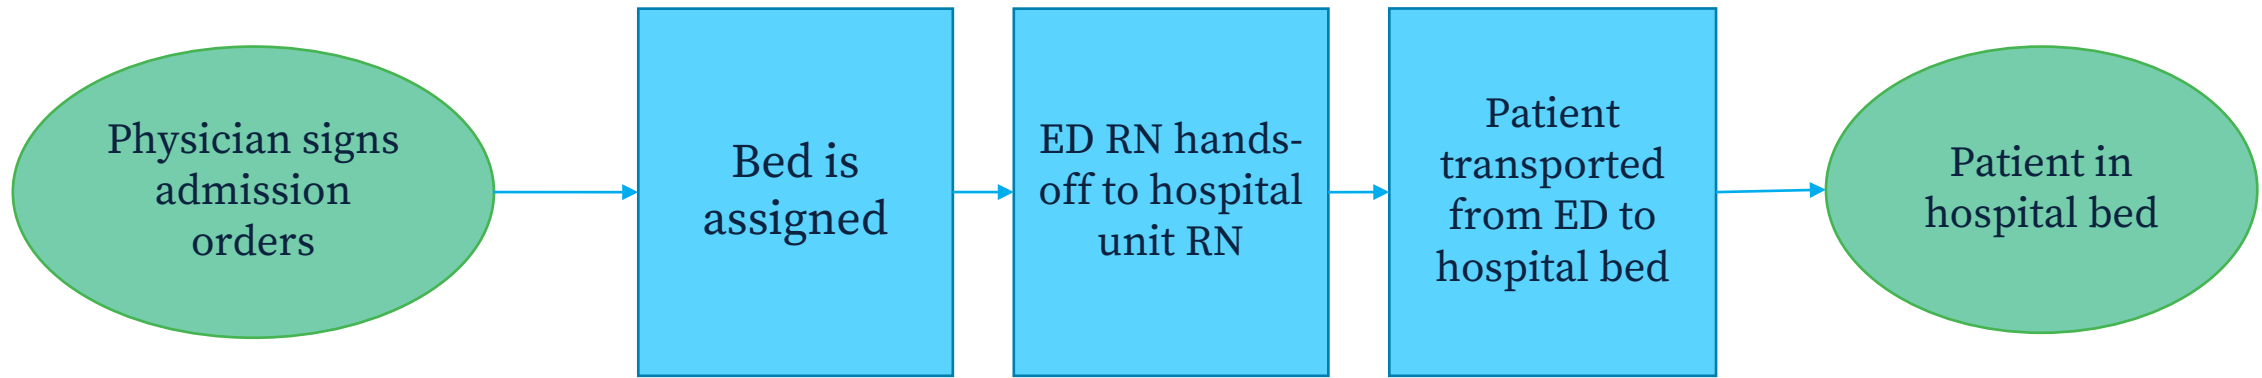 Physician signs
admission
orders
Bed is
assigned
ED RN hands-
off to hospital
unit RN
Patient
transported
from ED to
hospital bed
Patient in
hospital bed